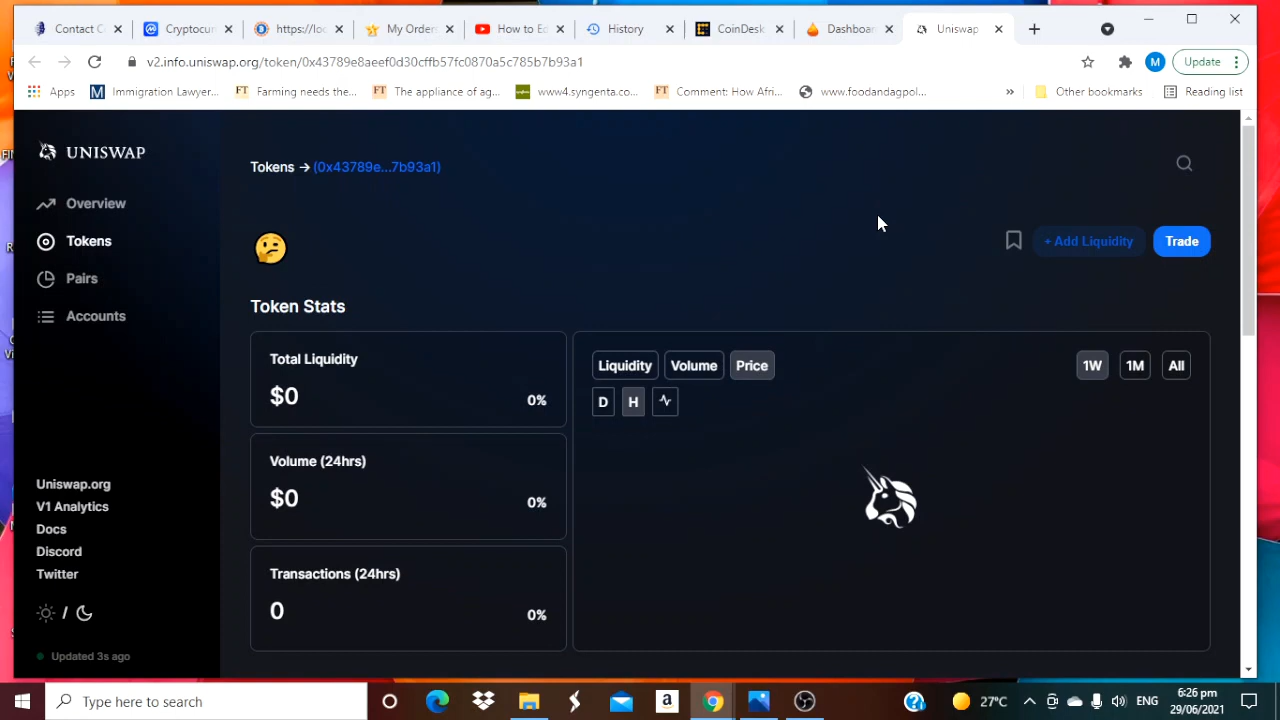 Contact C
Cryptocur
https://loc
My Order
How to Ed
History
CoinDesk
Dashboar
Uniswap
v2.info.uniswap.org/token/0x43789e8aeef0d30cffb57fc0870a5c785b7b93a1
M
Update
Apps
Immigration Lawyer...
FT Farming needs the...
FT The appliance of ag...
www4.syngenta.co...
FT Comment: How Afri...
www.foodandagpol...
»
Other bookmarks
Reading list
UNISWAP
Tokens → (0x43789e...7b93a1)
Overview
Tokens
Pairs
Accounts
+ Add Liquidity
Trade
Token Stats
Total Liquidity
$0
0%
Volume (24hrs)
$0
0%
Transactions (24hrs)
0
0%
Liquidity
Volume
Price
1W
1M
All
D
H
Uniswap.org
V1 Analytics
Docs
Discord
Twitter
/
Updated 3s ago
Type here to search
a
27°C
ENG
6:26 pm
29/06/2021